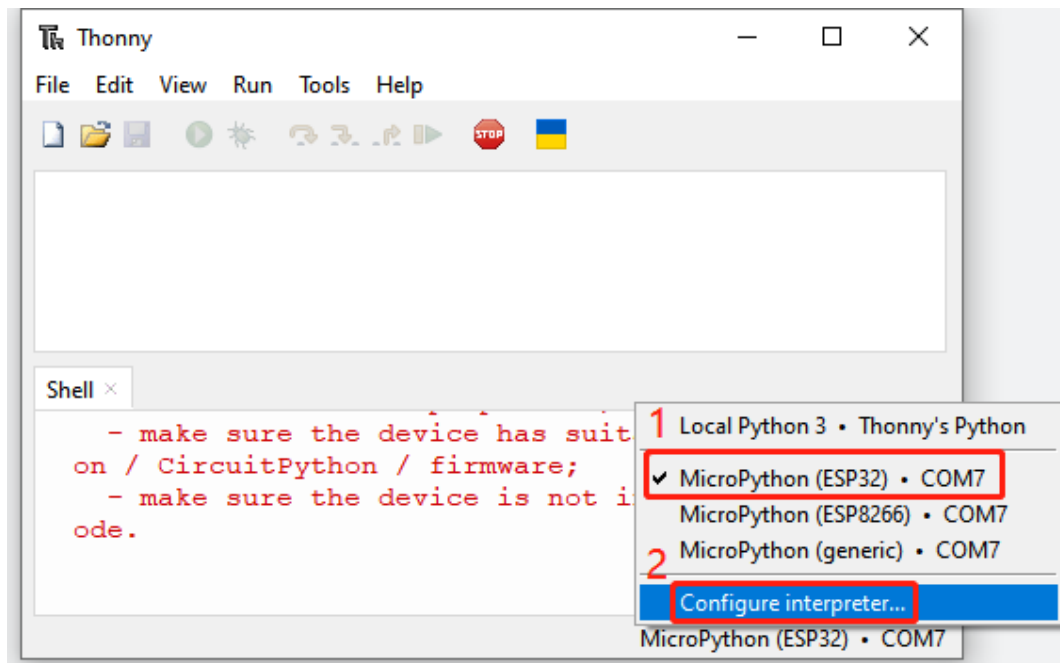 Thonny
File Edit View Run Tools Help
STOP
Shell
- make sure the device has
on / CircuitPython / firmware;
- make sure the device is not
ode.
1
Local Python 3 • Thonny's Python
✔ MicroPython (ESP32) • COM7
MicroPython (ESP8266) • COM7
MicroPython (generic) • COM7
2
Configure interpreter...
MicroPython (ESP32) • COM7